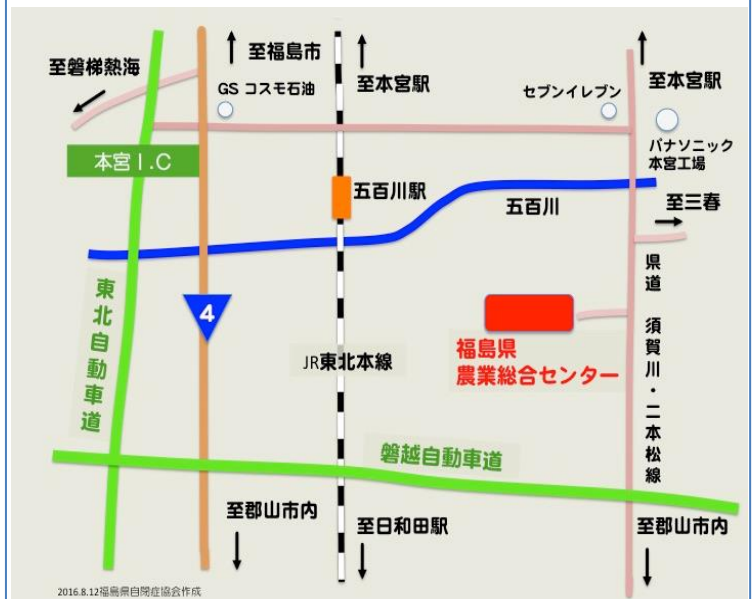 至磐梯熱海
至福島市
GS コスモ石油
至本宮駅
セブンイレブン
至本宮駅
パナソニック
本宮工場
本宮I.C
五百川駅
五百川
至三春
東北自動車道
4
県道 須賀川・二本松線
福島県
農業総合センター
JR東北本線
磐越自動車道
至郡山市内
至日和田駅
至郡山市内
2016.8.12福島県自閉症協会作成